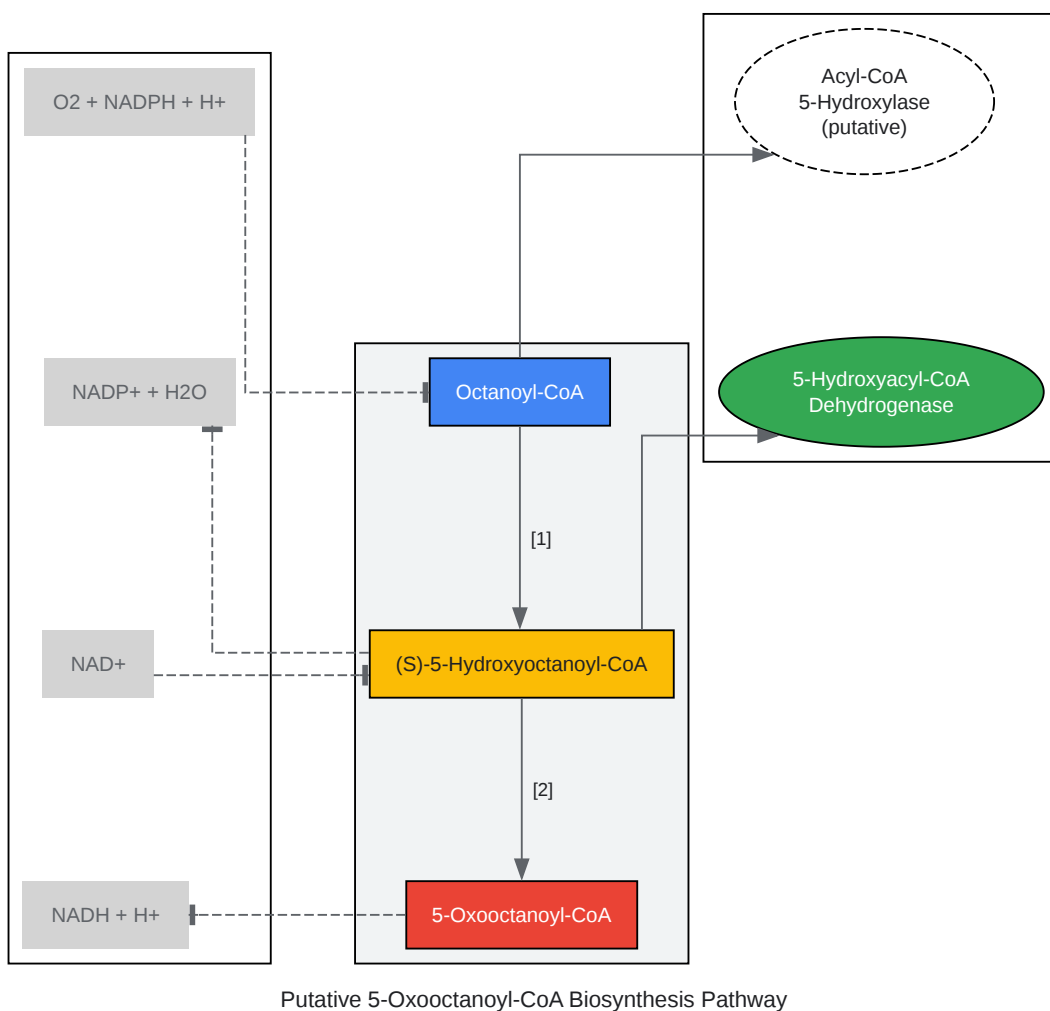 O2 + NADPH + H+
Acyl-CoA
5-Hydroxylase
(putative)
NADP+ + H2O
Octanoyl-CoA
5-Hydroxyacyl-CoA
Dehydrogenase
[1]
NAD+
(S)-5-Hydroxyoctanoyl-CoA
[2]
NADH + H+
5-Oxooctanoyl-CoA
Putative 5-Oxooctanoyl-CoA Biosynthesis Pathway